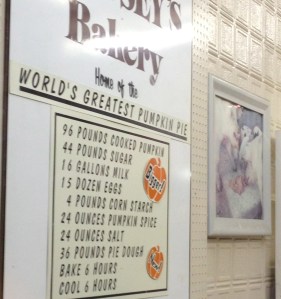 SEY'S
Bakery
Home of the
WORLD'S GREATEST PUMPKIN PIE
96 POUNDS COOKED PUMPKIN
44 POUNDS SUGAR
16 GALLONS MILK
15 DOZEN EGGS
4 POUNDS CORN STARCH
24 OUNCES PUMPKIN SPICE
24 OUNCES SALT
36 POUNDS PIE DOUGH
BAKE 6 HOURS
COOL 6 HOURS